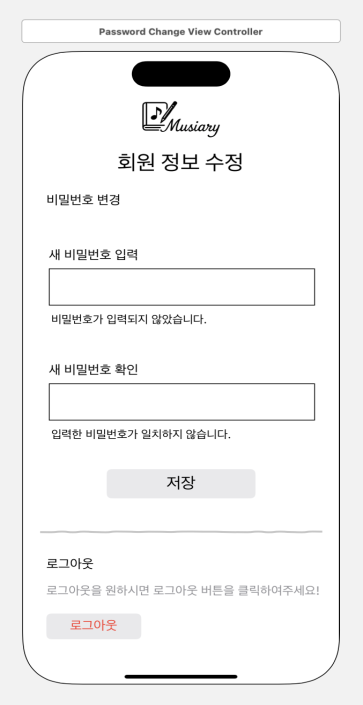 Password Change View Controller
Musiary
회원 정보 수정
비밀번호 변경
새 비밀번호 입력
비밀번호가 입력되지 않았습니다.
새 비밀번호 확인
입력한 비밀번호가 일치하지 않습니다.
저장
로그아웃
로그아웃을 원하시면 로그아웃 버튼을 클릭하여주세요!
로그아웃